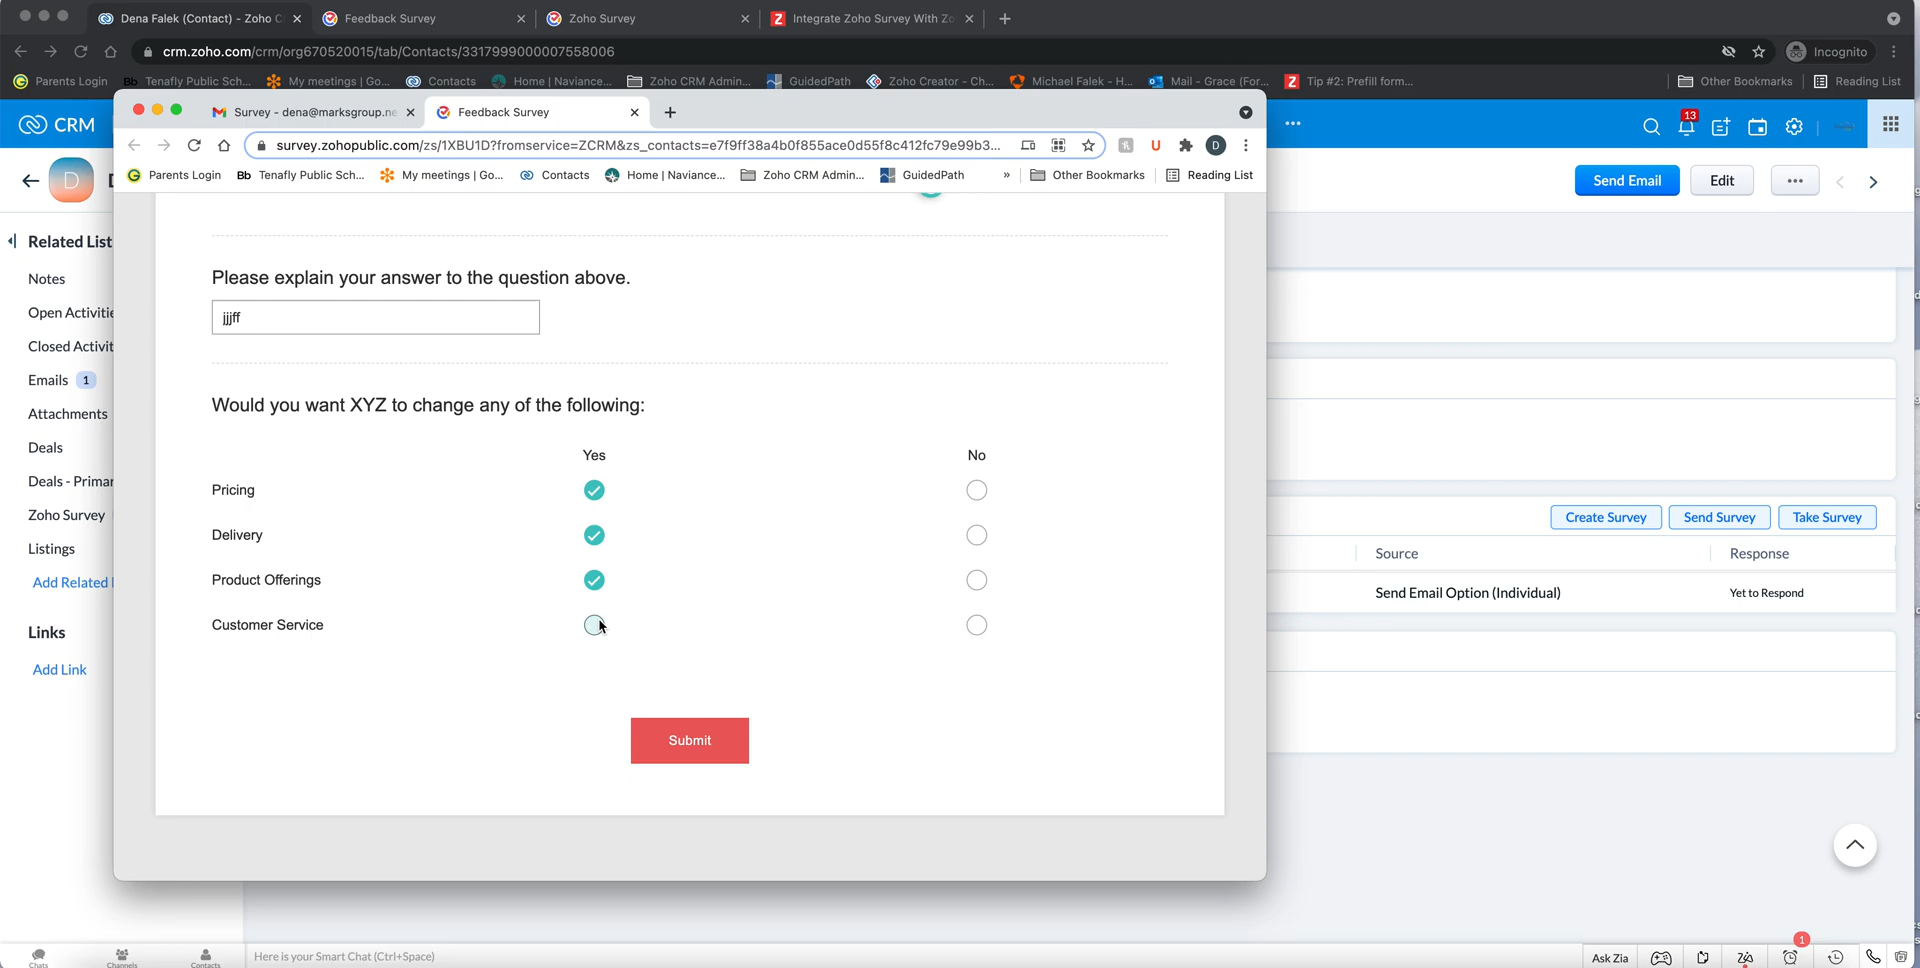 Dena Falek (Contact) - Zoho C
Feedback Survey
Zoho Survey
Integrate Zoho Survey With Zo
crm.zoho.com/crm/org670520015/tab/Contacts/3317999000007558006
Incognito
Parents Login
Bb Tenafly Public Sch...
My meetings | Go...
Contacts
Home | Naviance...
Zoho CRM Admin...
GuidedPath
Zoho Creator - Ch...
Michael Falek - H...
Mail - Grace (For...
Tip #2: Prefill form...
Other Bookmarks
Reading List
CRM
Survey - dena@marksgroup.ne
Feedback Survey
13
survey.zohopublic.com/zs/1XBU1D?fromservice=ZCRM&zs_contacts=e7f9ff38a4b0f855ace0d55f8c412fc79e99b3...
U
D
Parents Login
Bb Tenafly Public Sch...
My meetings | Go...
Contacts
Home | Naviance...
Zoho CRM Admin...
GuidedPath
»
Other Bookmarks
Reading List
D
Send Email
Edit
Related List
Notes
Open Activitie
Closed Activit
Emails 1
Attachments
Deals
Deals - Primar
Zoho Survey
Listings
Add Related
Links
Add Link
Please explain your answer to the question above.
jjjff
Would you want XYZ to change any of the following:
Yes
No
Pricing
Delivery
Product Offerings
Customer Service
Submit
Create Survey
Send Survey
Take Survey
Source
Response
Send Email Option (Individual)
Yet to Respond
Chats
Channels
Contacts
Here is your Smart Chat (Ctrl+Space)
Ask Zia
1